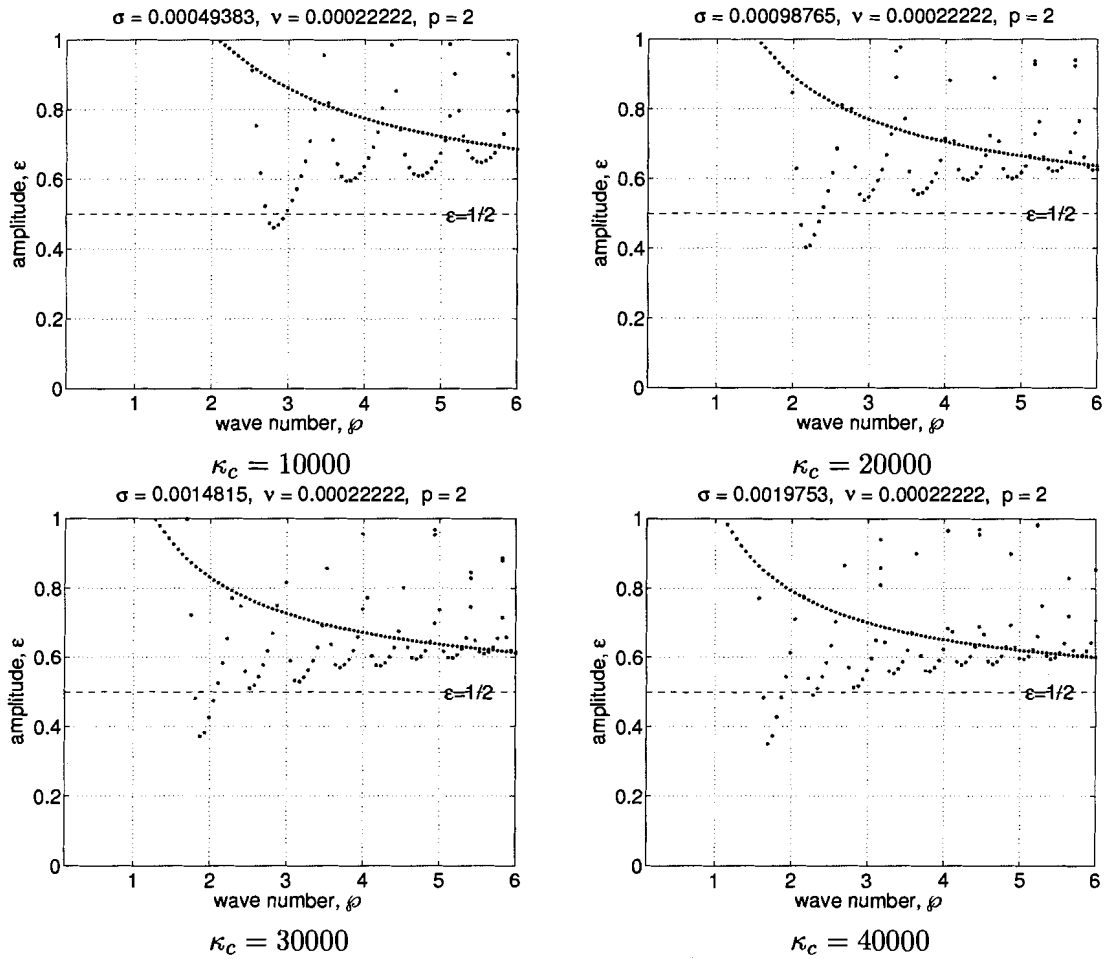 σ = 0.00049383, ν = 0.00022222, p = 2
1
0.8
0.6
0.4
0.2
0
amplitude, ε
ε=1/2
1 2 3 4 5 6
wave number, ℘
κc = 10000
σ = 0.00098765, ν = 0.00022222, p = 2
1
0.8
0.6
0.4
0.2
0
amplitude, ε
ε=1/2
1 2 3 4 5 6
wave number, ℘
κc = 20000
σ = 0.0014815, ν = 0.00022222, p = 2
1
0.8
0.6
0.4
0.2
0
amplitude, ε
ε=1/2
1 2 3 4 5 6
wave number, ℘
κc = 30000
σ = 0.0019753, ν = 0.00022222, p = 2
1
0.8
0.6
0.4
0.2
0
amplitude, ε
ε=1/2
1 2 3 4 5 6
wave number, ℘
κc = 40000